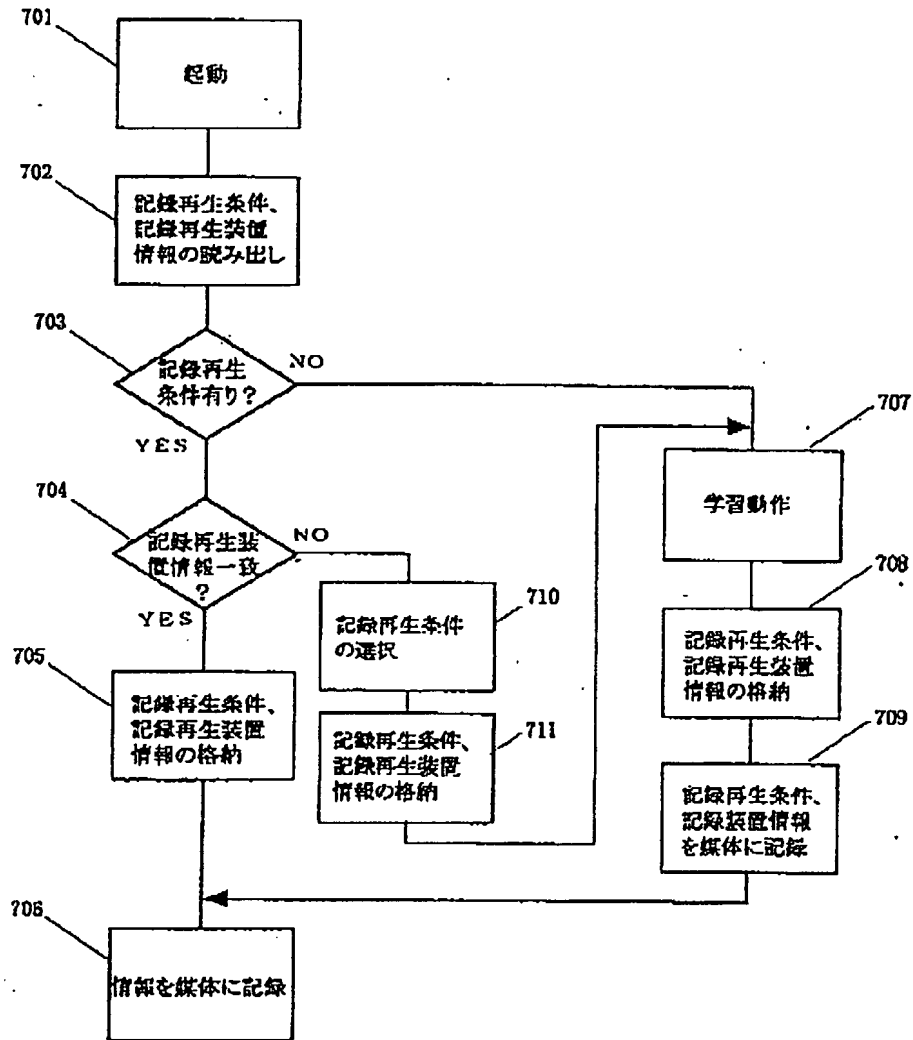 701
起動
702
記録再生条件、
記録再生装置
情報の読み出し
703
記録再生
条件有り?
NO
YES
704
記録再生装
置情報一致
?
NO
YES
705
記録再生条件、
記録再生装置
情報の格納
706
情報を媒体に記録
710
記録再生条件
の選択
711
記録再生条件、
記録再生装置
情報の格納
707
学習動作
708
記録再生条件、
記録再生装置
情報の格納
709
記録再生条件、
記録装置情報
を媒体に記録